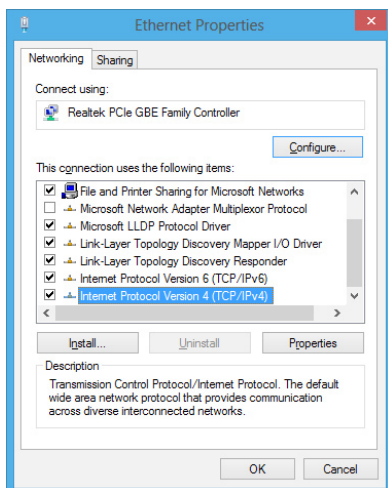 Ethernet Properties
Networking
Sharing
Connect using:
Realtek PCIe GBE Family Controller
Configure...
This connection uses the following items:
File and Printer Sharing for Microsoft Networks
Microsoft Network Adapter Multiplexor Protocol
Microsoft LLDP Protocol Driver
Link-Layer Topology Discovery Mapper I/O Driver
Link-Layer Topology Discovery Responder
Internet Protocol Version 6 (TCP/IPv6)
Internet Protocol Version 4 (TCP/IPv4)
Install...
Uninstall
Properties
Description
Transmission Control Protocol/Internet Protocol. The default
wide area network protocol that provides communication
across diverse interconnected networks.
OK
Cancel